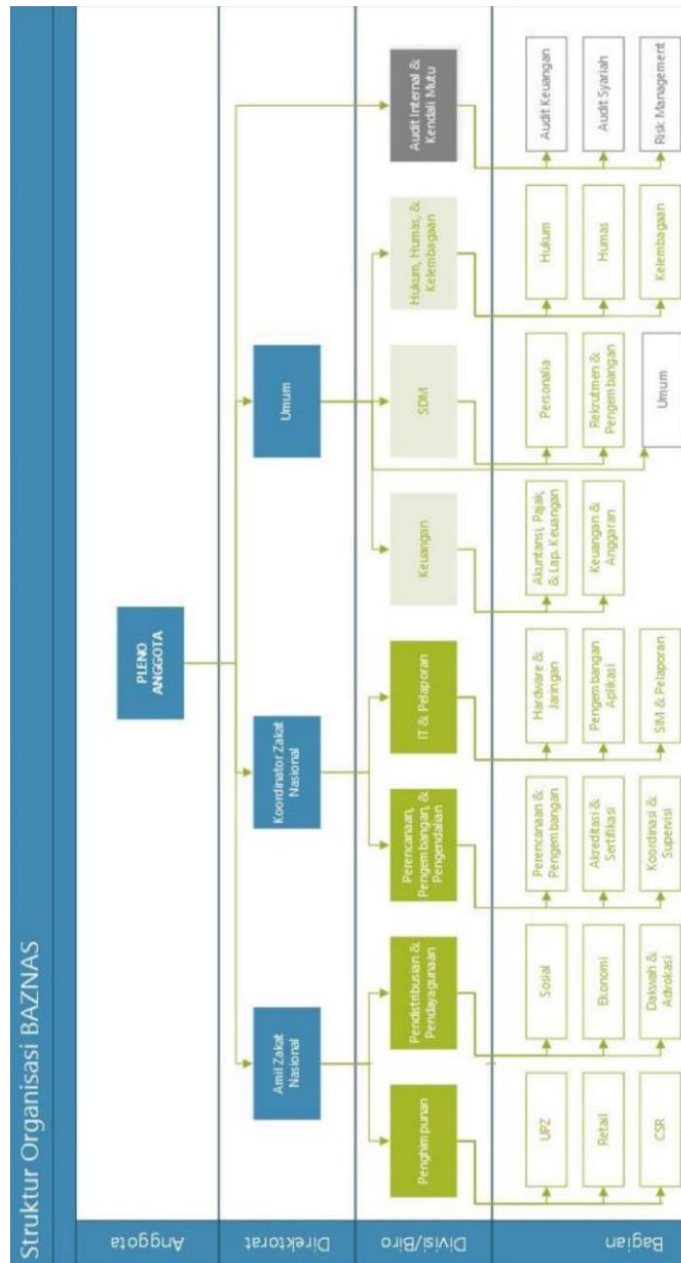 Struktur Organisasi BAZNAS
Anggota
PLENO
ANGGOTA
Direktorat
Amil Zakat
Nasional
Koordinator Zakat
Nasional
Umum
Divisi/Biro
Penghimpunan
Pendistribusian &
Pendayagunaan
Perencanaan,
Pengembangan, &
Pengendalian
IT & Pelaporan
Keuangan
SDM
Hukum, Humas, &
Kelembagaan
Audit Internal &
Kendali Mutu
Bagian
UPZ
Retail
CSR
Sosial
Ekonomi
Dakwah &
Advokasi
Perencanaan &
Pengembangan
Akreditasi &
Sertifikasi
Koordinasi &
Supervisi
Hardware &
Jaringan
Pengembangan
Aplikasi
SIM & Pelaporan
Akuntansi, Pajak,
& Lap. Keuangan
Keuangan &
Anggaran
Personalia
Rekrutmen &
Pengembangan
Umum
Hukum
Humas
Kelembagaan
Audit Keuangan
Audit Syariah
Risk Management